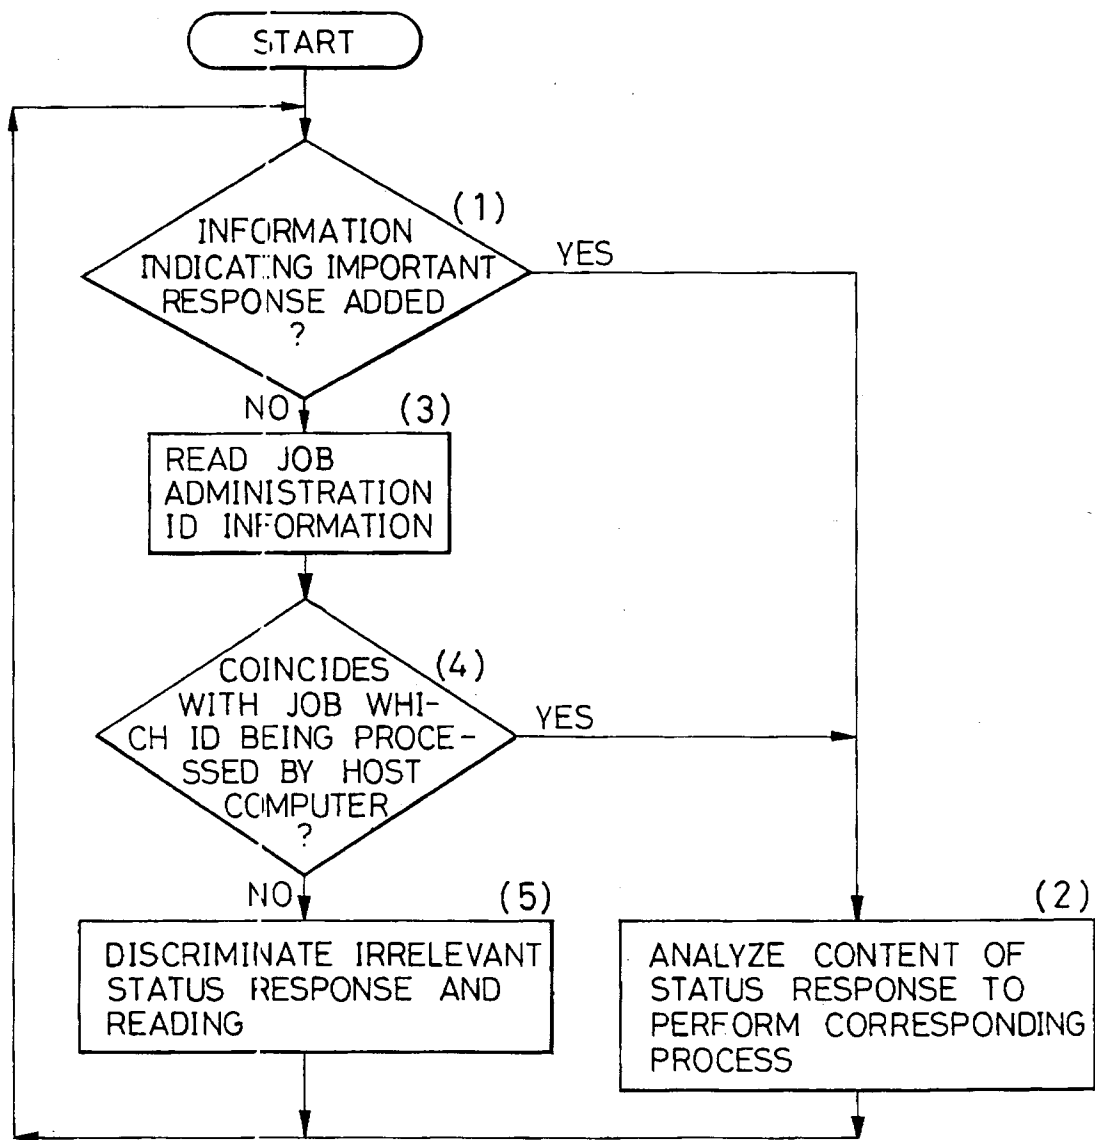 START
(1)
INFORMATION
INDICATING IMPORTANT
RESPONSE ADDED
?
YES
NO
(3)
READ JOB
ADMINISTRATION
ID INFORMATION
(4)
COINCIDES
WITH JOB WHI-
CH ID BEING PROCE-
SSED BY HOST
COMPUTER
?
YES
NO
(5)
DISCRIMINATE IRRELEVANT
STATUS RESPONSE AND
READING
(2)
ANALYZE CONTENT OF
STATUS RESPONSE TO
PERFORM CORRESPONDING
PROCESS